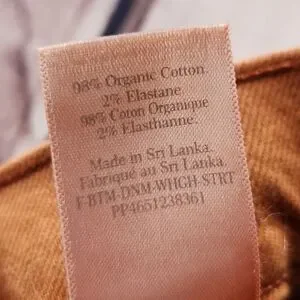 98% Organic Cotton.
2% Elastane.
98% Coton Organique
2% Elasthanne.
Made in Sri Lanka.
Fabriqué au Sri Lanka.
F-BTM-DNM-WHGH-STRT
PP4651238361